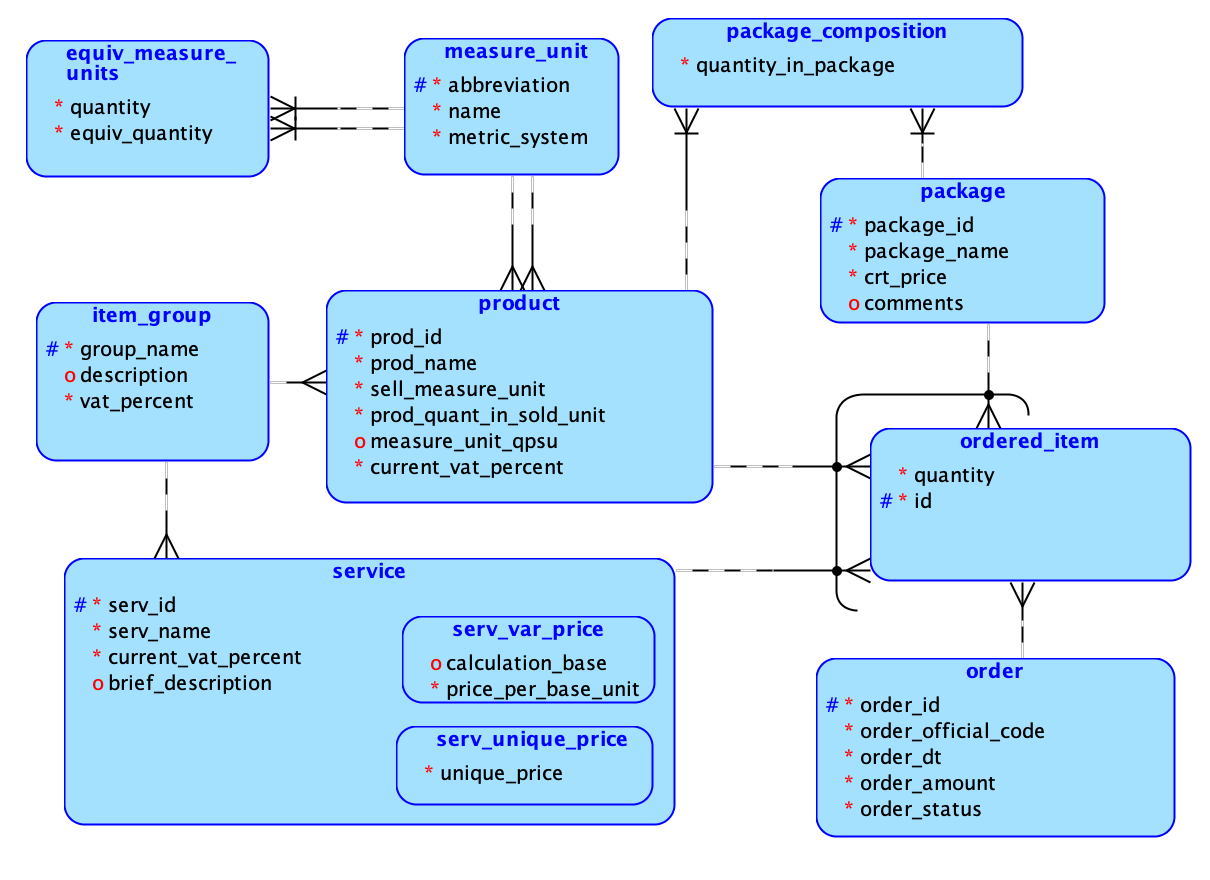 equiv_measure_
units
* quantity
* equiv_quantity
measure_unit
# * abbreviation
* name
* metric_system
package_composition
* quantity_in_package
package
# * package_id
* package_name
* crt_price
o comments
item_group
# * group_name
o description
* vat_percent
product
# * prod_id
* prod_name
* sell_measure_unit
* prod_quant_in_sold_unit
o measure_unit_qpsu
* current_vat_percent
ordered_item
* quantity
# * id
service
# * serv_id
* serv_name
* current_vat_percent
o brief_description
serv_var_price
o calculation_base
* price_per_base_unit
serv_unique_price
* unique_price
order
# * order_id
* order_official_code
* order_dt
* order_amount
* order_status